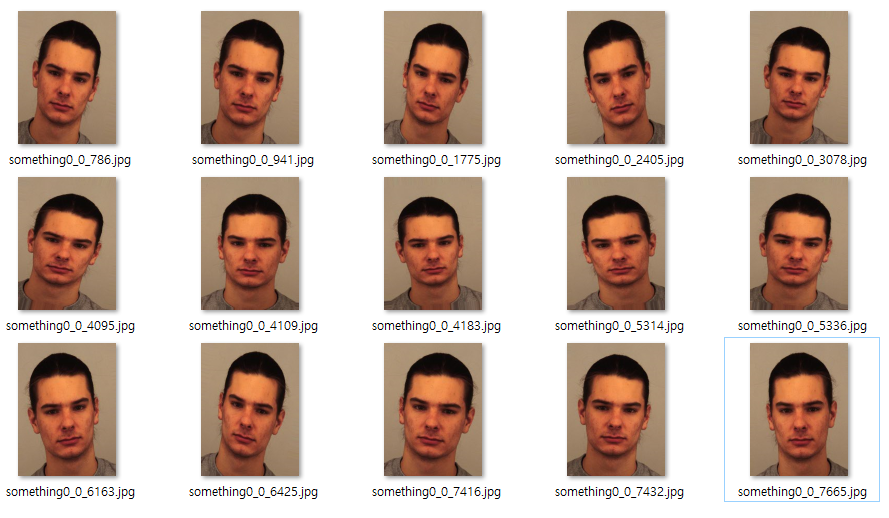 something0_0_786.jpg
something0_0_941.jpg
something0_0_1775.jpg
something0_0_2405.jpg
something0_0_3078.jpg
something0_0_4095.jpg
something0_0_4109.jpg
something0_0_4183.jpg
something0_0_5314.jpg
something0_0_5336.jpg
something0_0_6163.jpg
something0_0_6425.jpg
something0_0_7416.jpg
something0_0_7432.jpg
something0_0_7665.jpg